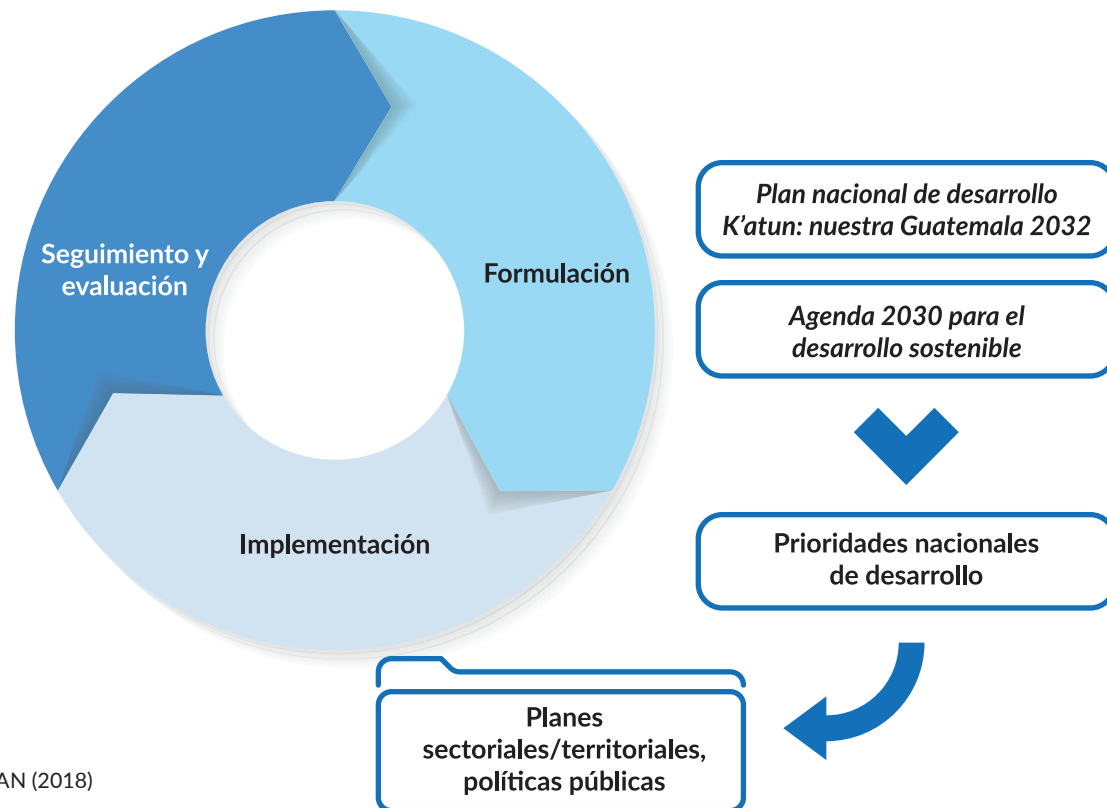 Seguimiento y
evaluación
Formulación
Implementación
Plan nacional de desarrollo
K’atun: nuestra Guatemala 2032
Agenda 2030 para el
desarrollo sostenible
Prioridades nacionales
de desarrollo
Planes
sectoriales/territoriales,
políticas públicas
(2018)